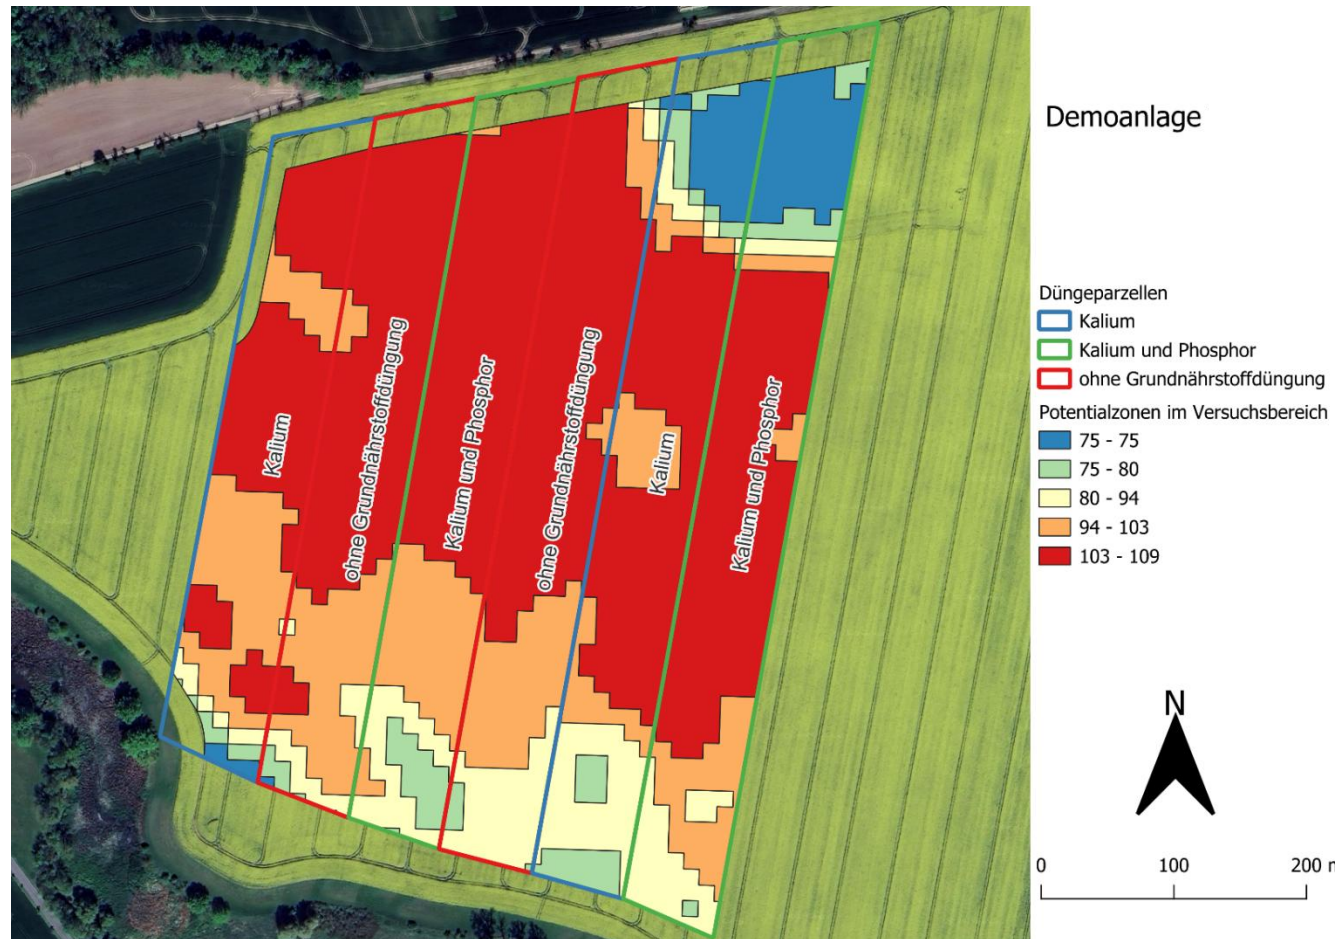 Demoanlage
Düngeparzellen
Kalium
Kalium und Phosphor
ohne Grundnährstoffdüngung
Potentialzonen im Versuchsbereich
75 - 75
75 - 80
80 - 94
94 - 103
103 - 109
Kalium
ohne Grundnährstoffdüngung
Kalium und Phosphor
ohne Grundnährstoffdüngung
Kalium
Kalium und Phosphor
N
0 100 200 m